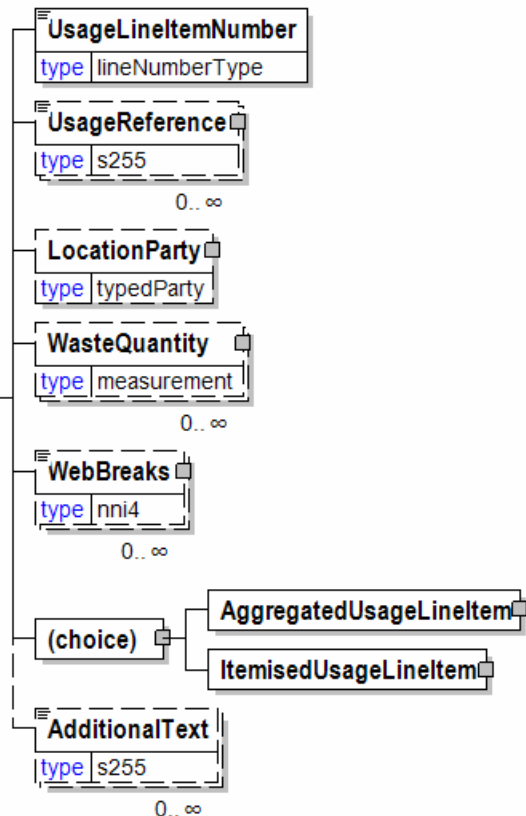 UsageLineItemNumber
type lineNumberType
UsageReference
type s255
0.. ∞
LocationParty
type typedParty
WasteQuantity
type measurement
0.. ∞
WebBreaks
type nni4
0.. ∞
AggregatedUsageLineItem
(choice)
ItemisedUsageLineItem
AdditionalText
type s255
0.. ∞